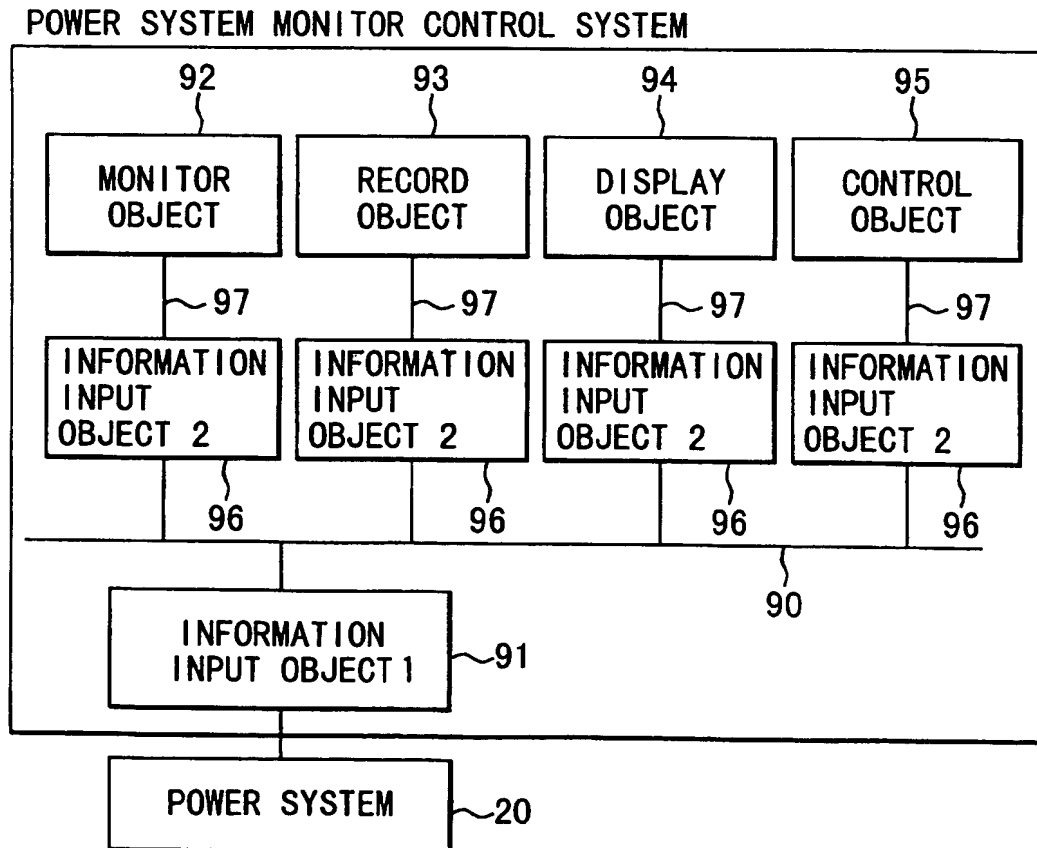 POWER SYSTEM MONITOR CONTROL SYSTEM
92 93 94 95
MONITOR OBJECT
RECORD OBJECT
DISPLAY OBJECT
CONTROL OBJECT
97 97 97 97
INFORMATION INPUT OBJECT 2
INFORMATION INPUT OBJECT 2
INFORMATION INPUT OBJECT 2
INFORMATION INPUT OBJECT 2
96 96 96 96
90
INFORMATION
INPUT OBJECT 1
91
POWER SYSTEM
20